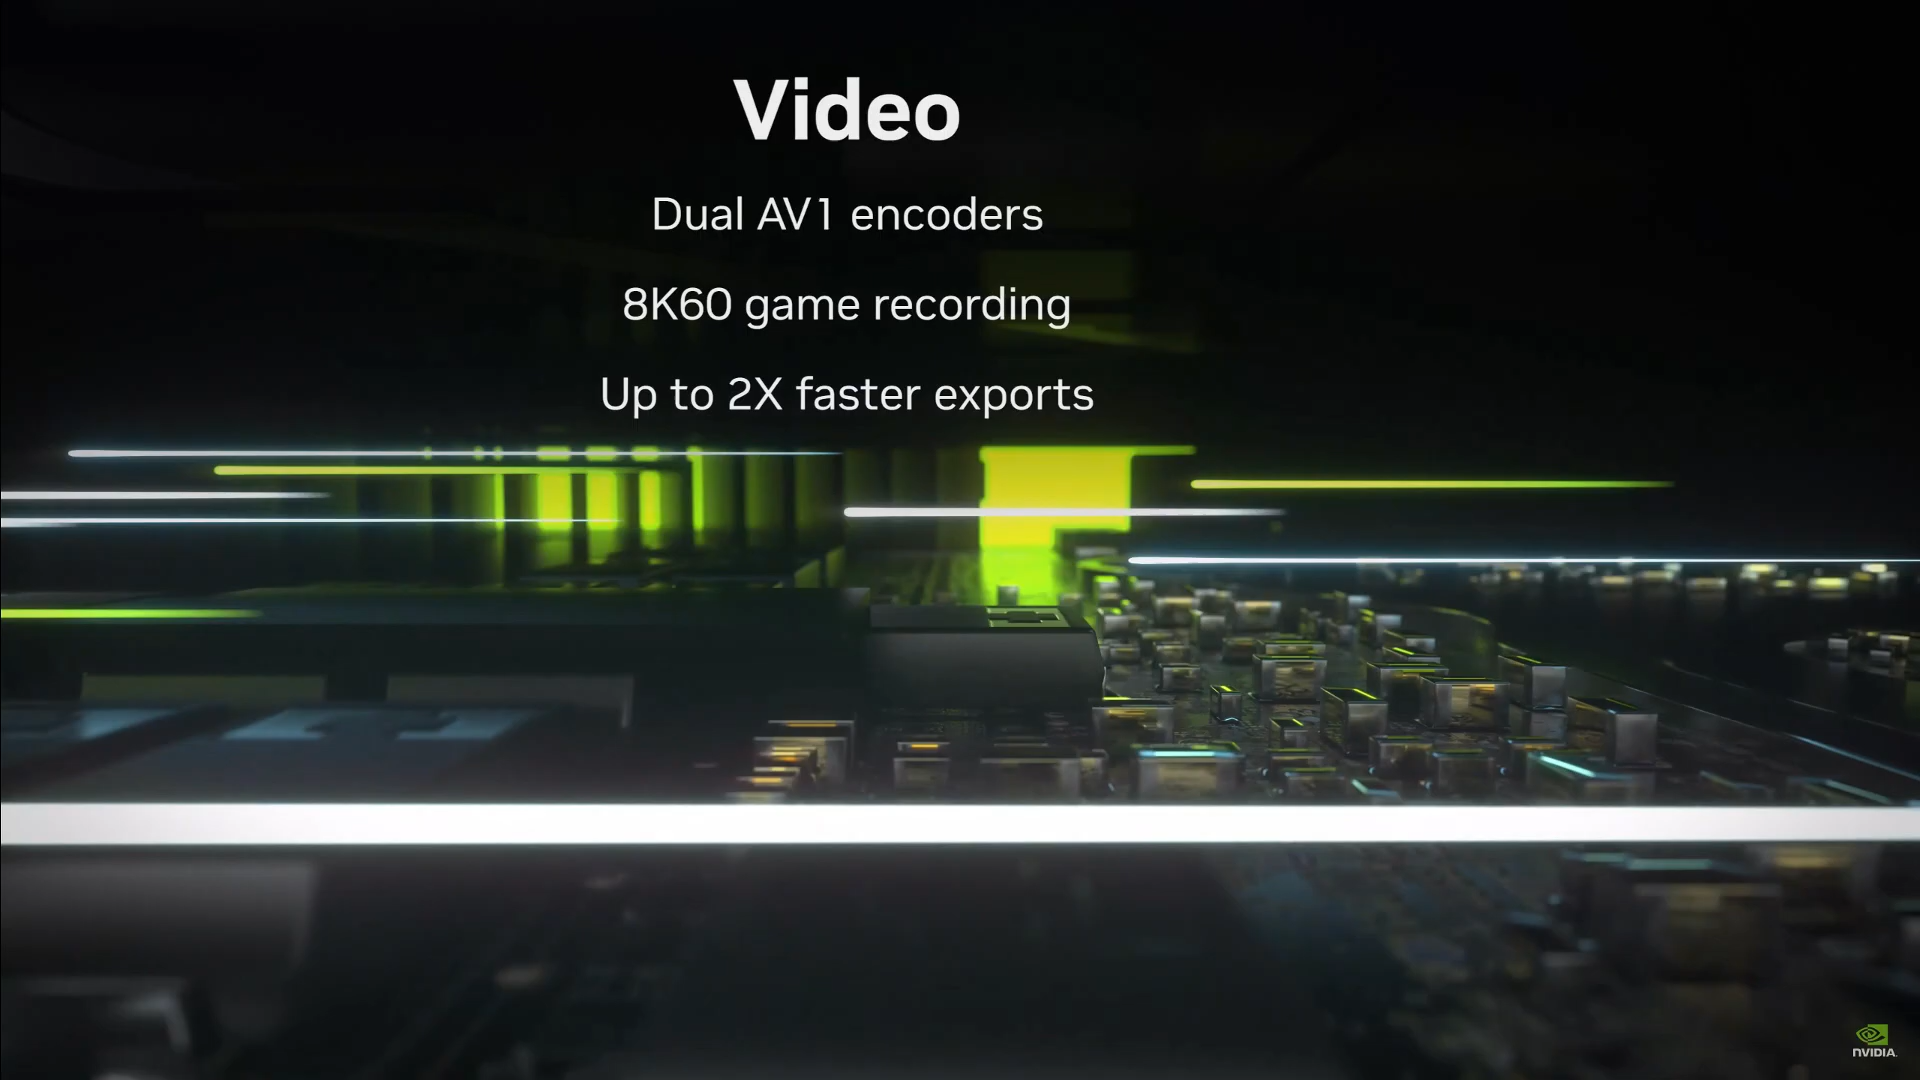 Video
Dual AV1 encoders
8K60 game recording
Up to 2X faster exports
NVIDIA